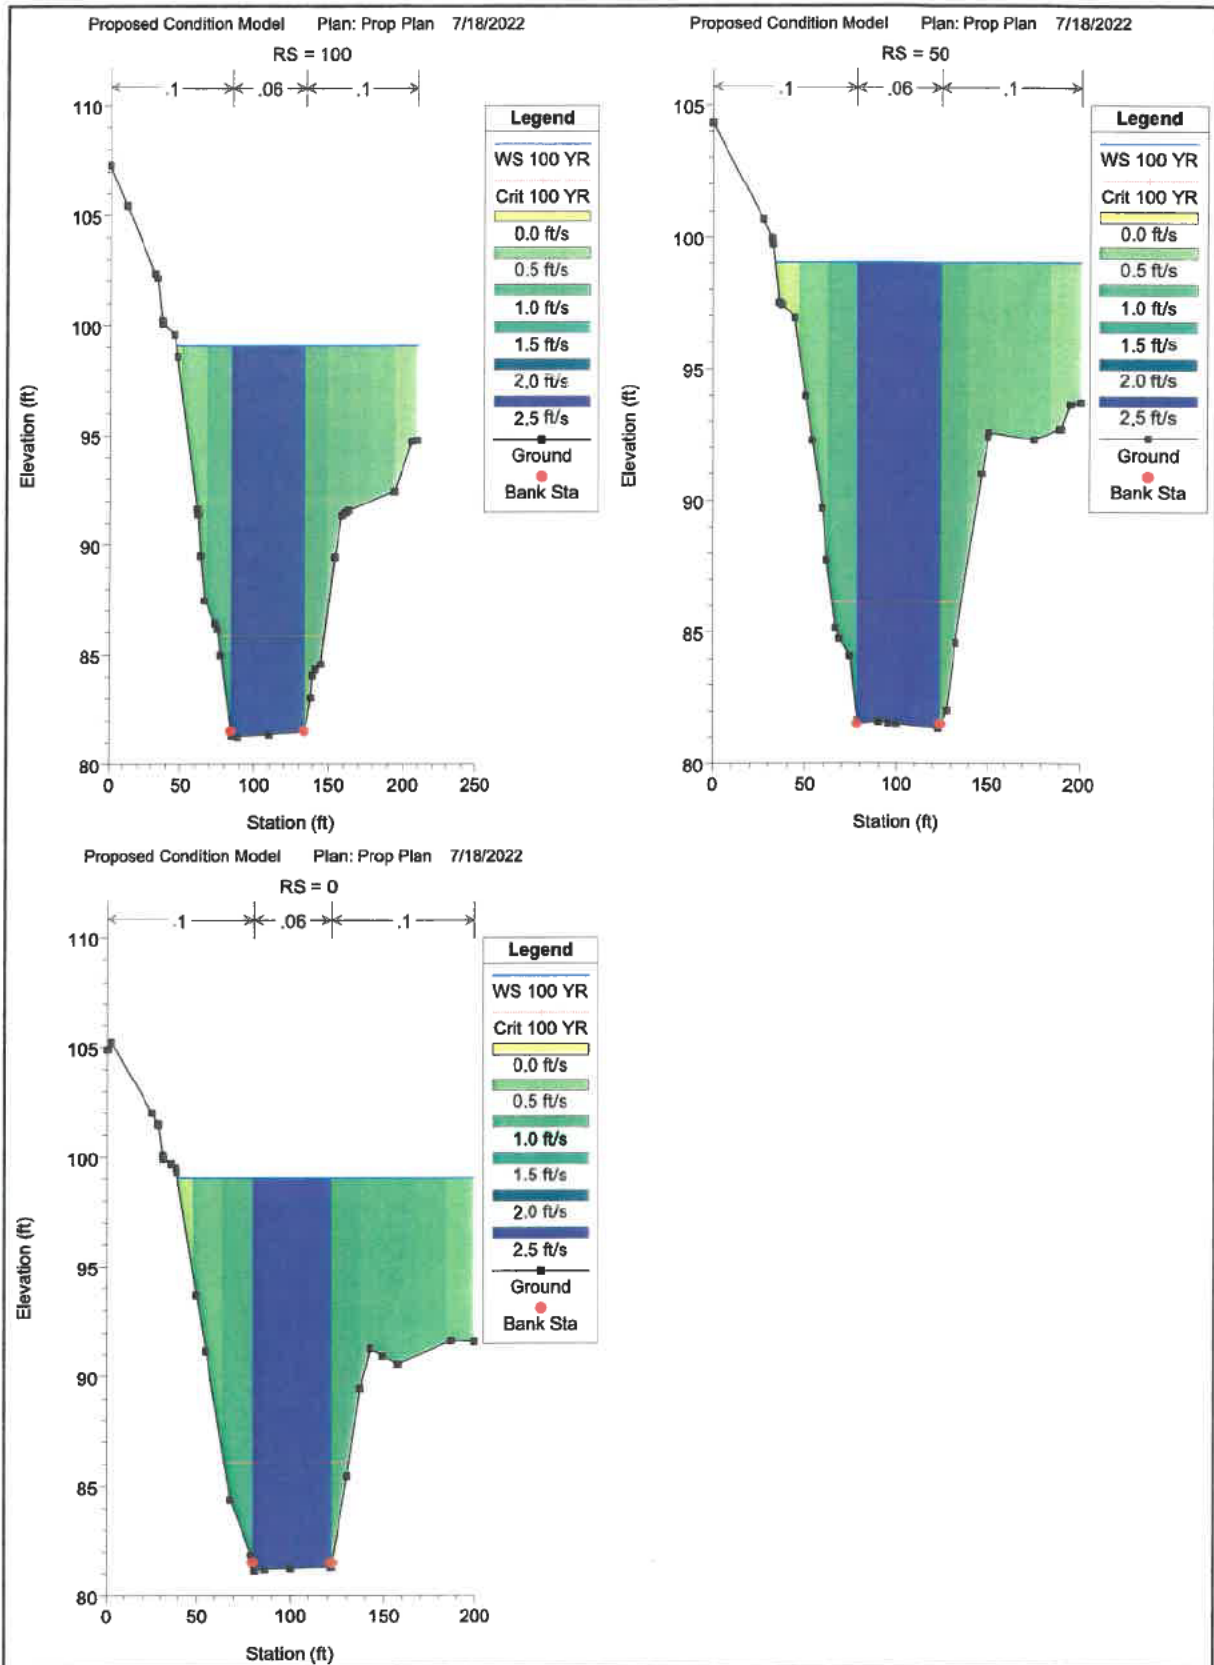 Proposed Condition Model Plan: Prop Plan 7/18/2022
RS = 100
.1 .06 .1
110
105
100
95
90
85
80
Elevation (ft)
0 50 100 150 200 250
Station (ft)
Legend
WS 100 YR
Crit 100 YR
0.0 ft/s
0.5 ft/s
1.0 ft/s
1.5 ft/s
2.0 ft/s
2.5 ft/s
Ground
Bank Sta
Proposed Condition Model Plan: Prop Plan 7/18/2022
RS = 50
.1 .06 .1
105
100
95
90
85
80
Elevation (ft)
0 50 100 150 200
Station (ft)
Legend
WS 100 YR
Crit 100 YR
0.0 ft/s
0.5 ft/s
1.0 ft/s
1.5 ft/s
2.0 ft/s
2.5 ft/s
Ground
Bank Sta
Proposed Condition Model Plan: Prop Plan 7/18/2022
RS = 0
.1 .06 .1
110
105
100
95
90
85
80
Elevation (ft)
0 50 100 150 200
Station (ft)
Legend
WS 100 YR
Crit 100 YR
0.0 ft/s
0.5 ft/s
1.0 ft/s
1.5 ft/s
2.0 ft/s
2.5 ft/s
Ground
Bank Sta